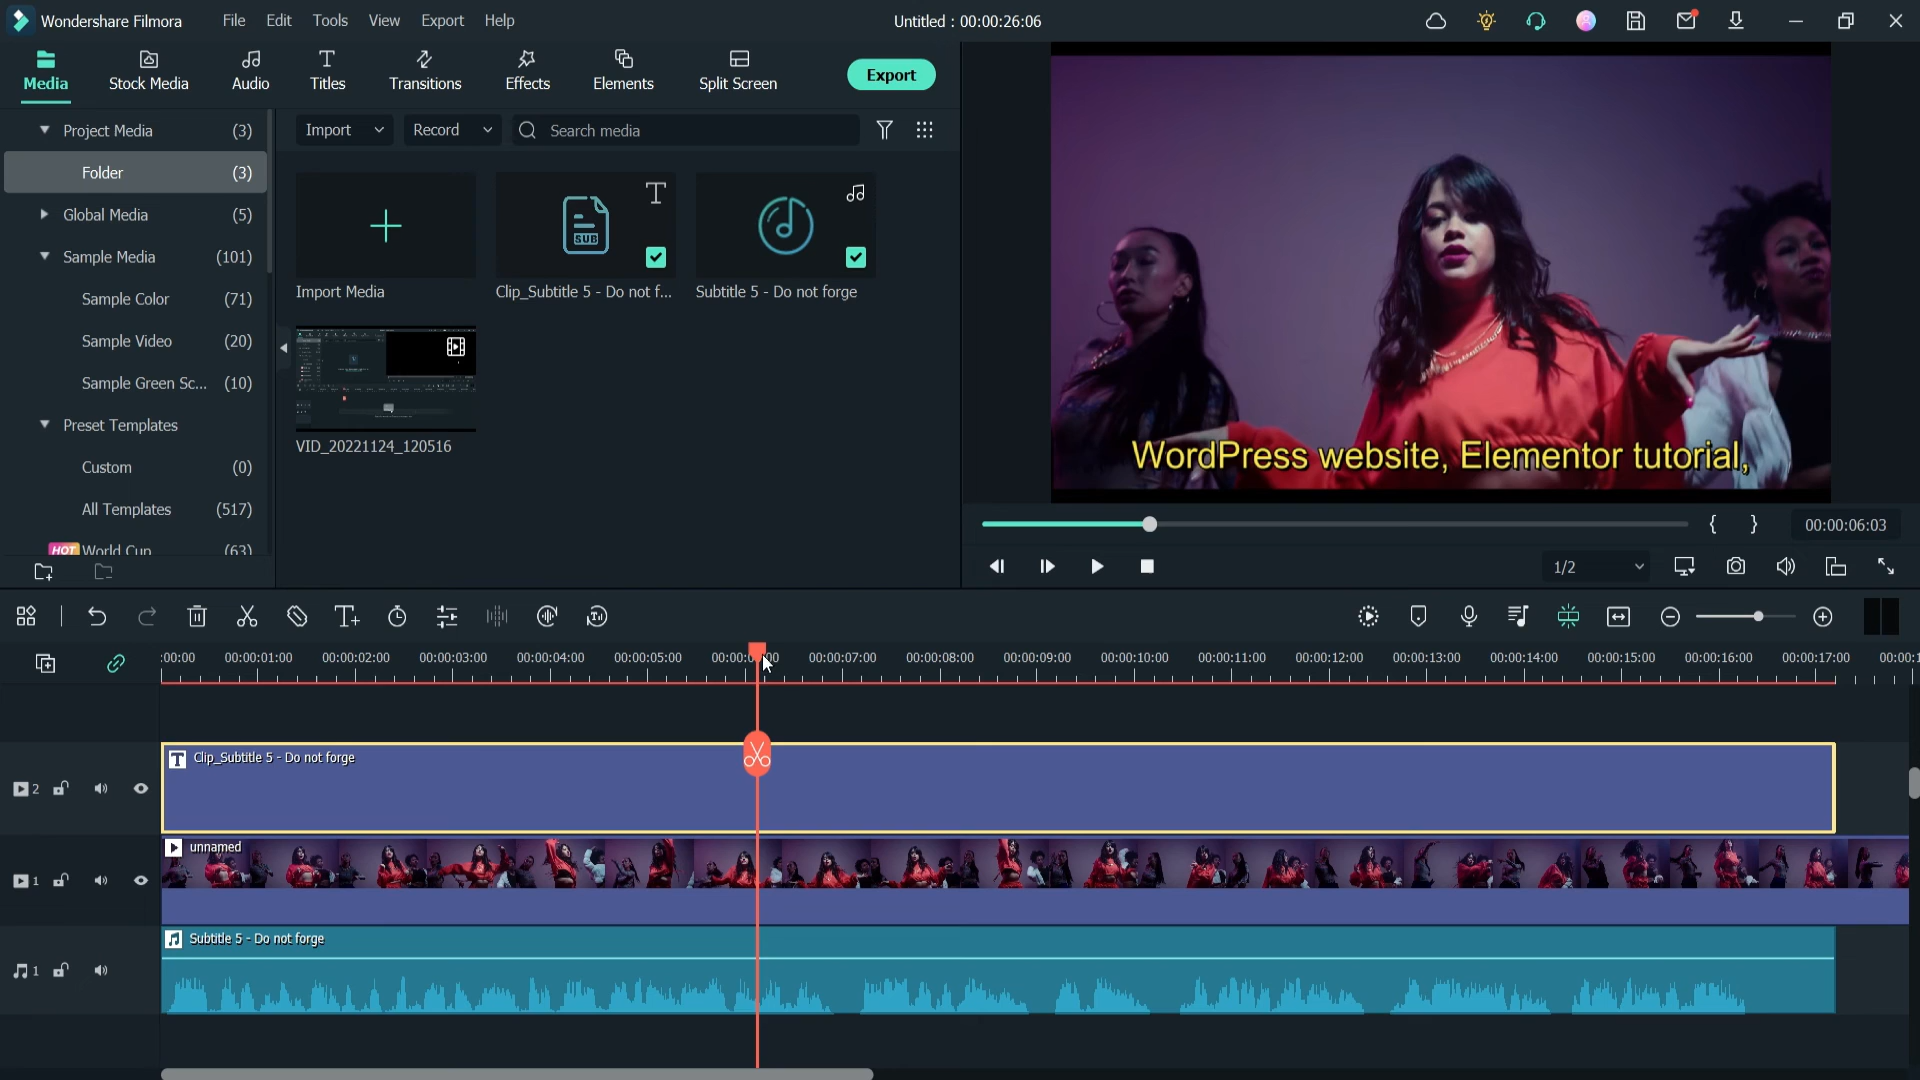 Wondershare Filmora
File Edit Tools View Export Help
Untitled : 00:00:26:06
Media
Stock Media
Audio
Titles
Transitions
Effects
Elements
Split Screen
Export
Project Media (3)
Folder (3)
Global Media (5)
Sample Media (101)
Sample Color (71)
Sample Video (20)
Sample Green Sc... (10)
Preset Templates
Custom (0)
All Templates (517)
HOT World Cup (63)
Import
Record
Search media
Import Media
SUB
Clip_Subtitle 5 - Do not f...
Subtitle 5 - Do not forge
VID_20221124_120516
WordPress website, Elementor tutorial,
00:00:06:03
1/2
:00:00 00:00:01:00 00:00:02:00 00:00:03:00 00:00:04:00 00:00:05:00 00:00:07:00 00:00:08:00 00:00:09:00 00:00:10:00 00:00:11:00 00:00:12:00 00:00:13:00 00:00:14:00 00:00:15:00 00:00:16:00 00:00:17:00
Clip_Subtitle 5 - Do not forge
2
unnamed
1
Subtitle 5 - Do not forge
1